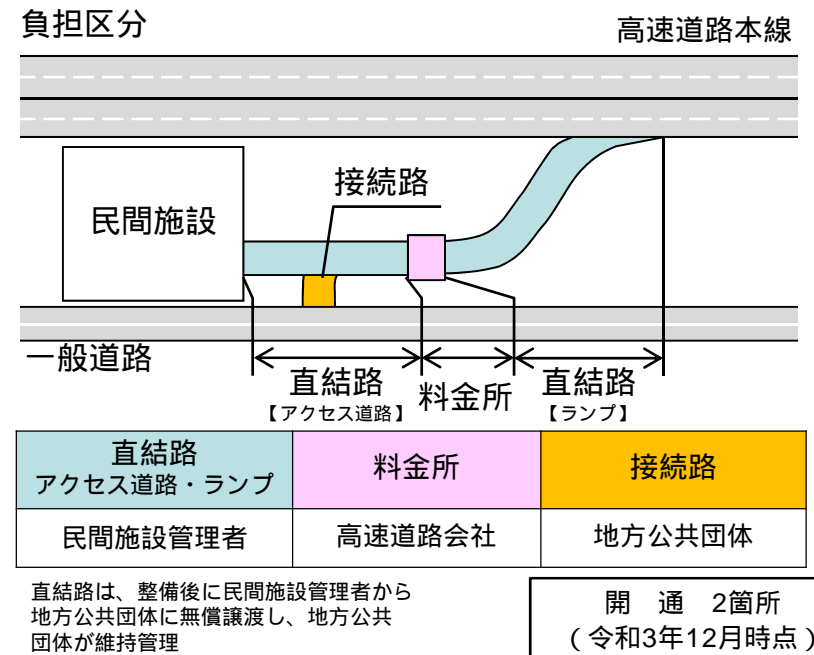 負担区分
高速道路本線
接続路
民間施設
一般道路
直結路
【アクセス道路】
料金所
直結路
【ランプ】
直結路
アクセス道路・ランプ
料金所
接続路
民間施設管理者
高速道路会社
地方公共団体
直結路は、整備後に民間施設管理者から
地方公共団体に無償譲渡し、地方公共
団体が維持管理
開 通 2箇所
(令和3年12月時点)